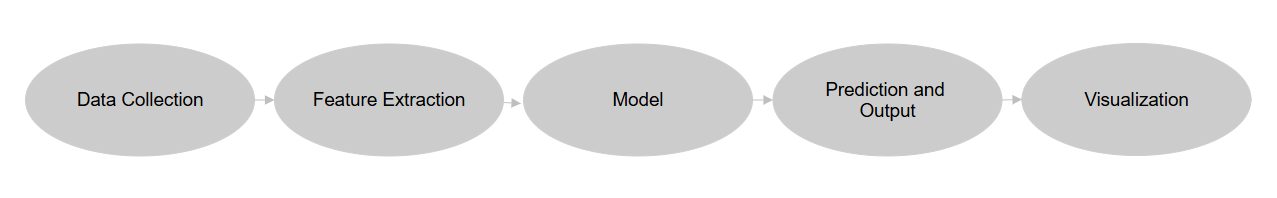 Data Collection
Feature Extraction
Model
Prediction and
Output
Visualization